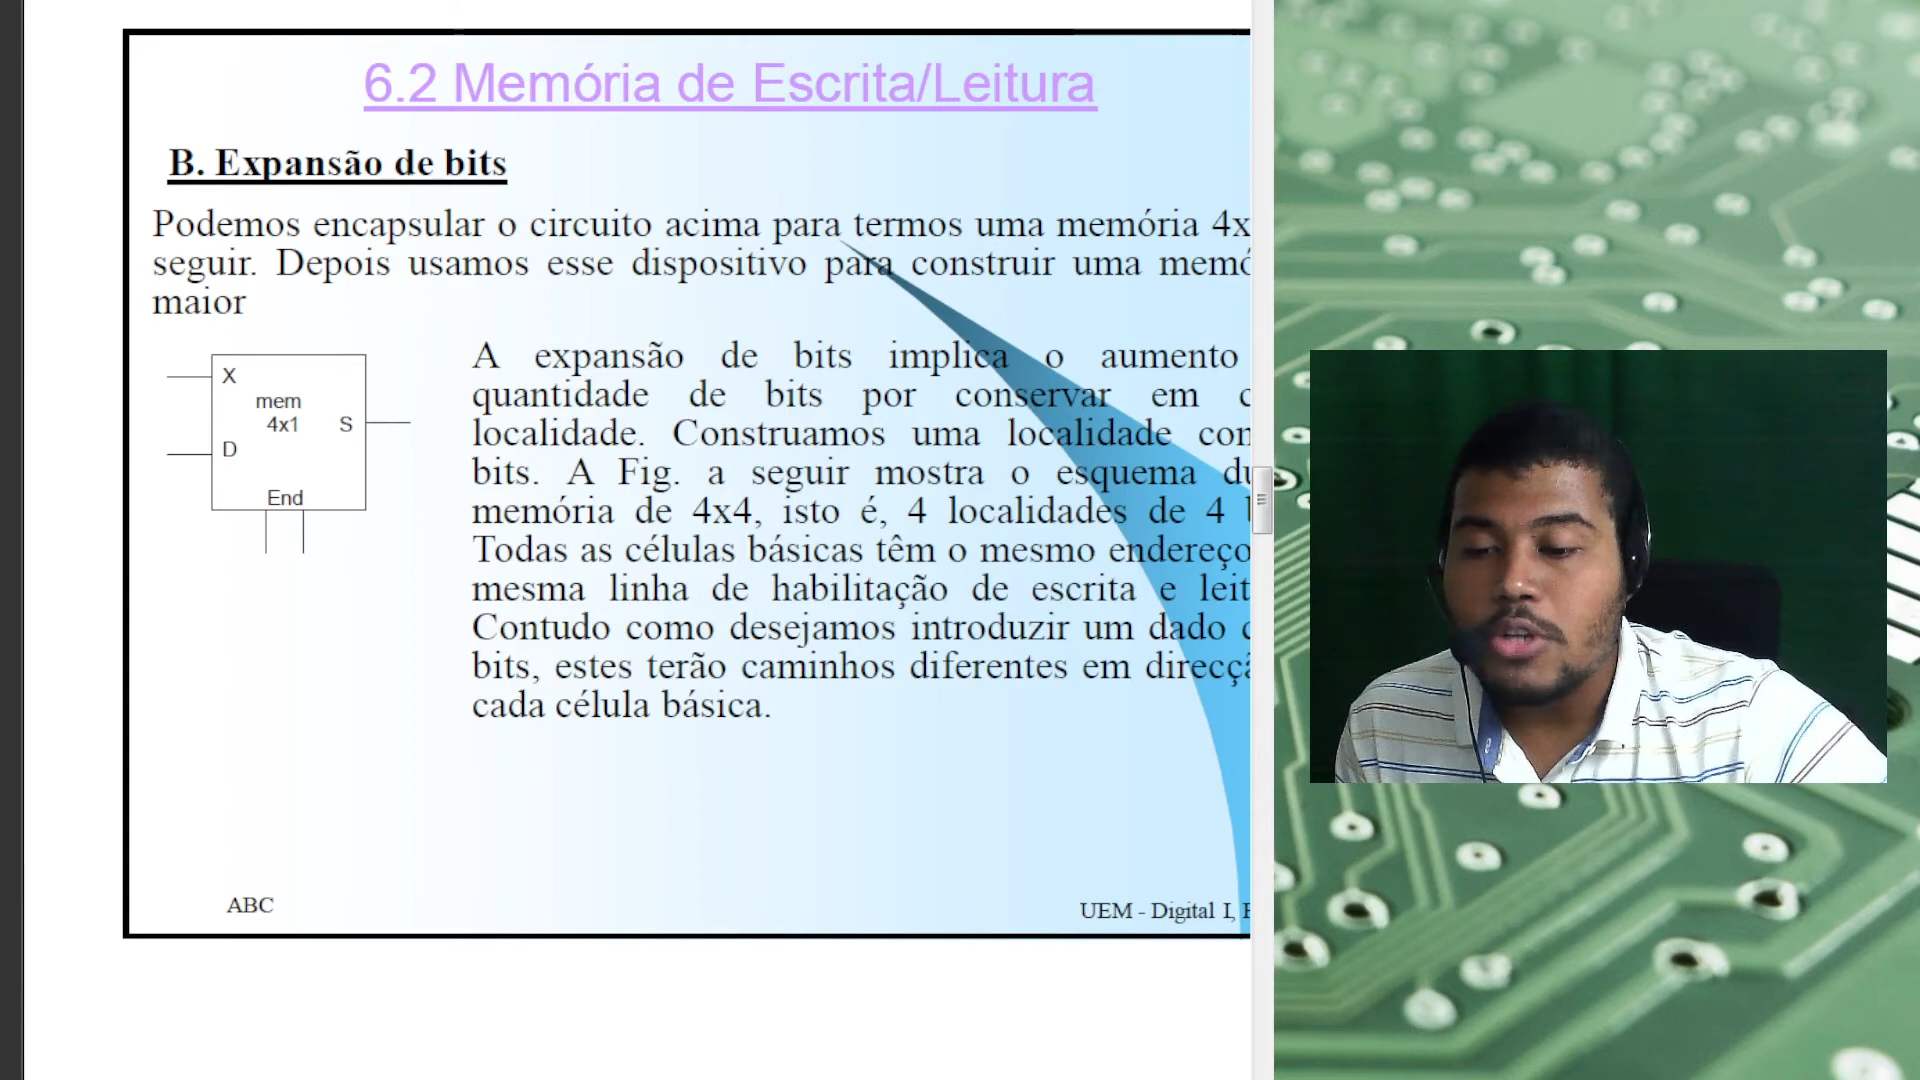 6.2 Memória de Escrita/Leitura
B. Expansão de bits
Podemos encapsular o circuito acima para termos uma memória 4x
seguir. Depois usamos esse dispositivo para construir uma
maior
X
mem
4x1
S
D
End
A expansão de bits implica o aumento
quantidade de bits por conservar em
localidade. Construamos uma localidade
bits. A Fig. a seguir mostra o esquema
memória de 4x4, isto é, 4 localidades de 4
Todas as células básicas têm o mesmo endereço
mesma linha de habilitação de escrita e
Contudo como desejamos introduzir um dado
bits, estes terão caminhos diferentes em
cada célula básica.
ABC
UEM - Digital I,